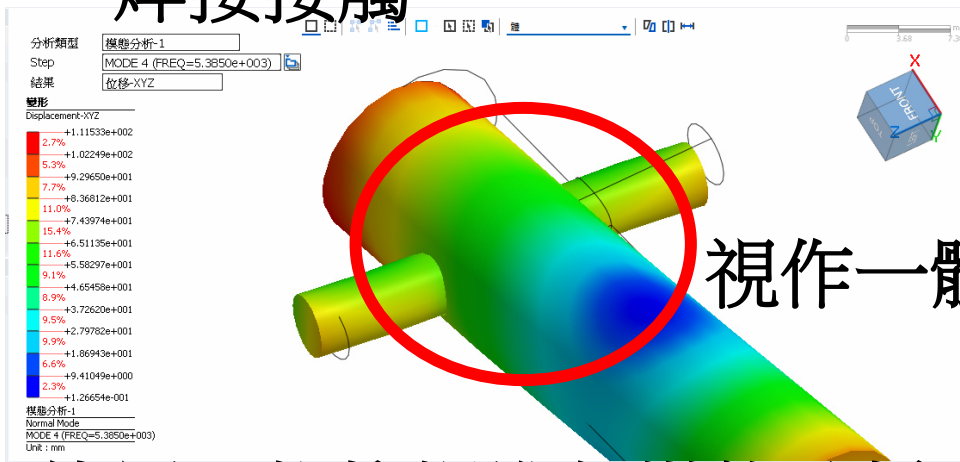 焊接接觸
分析類型 模態分析-1
Step MODE 4 (FREQ=5.3850e+003)
結果 位移-XYZ
變形
Displacement-XYZ
+1.11533e+002
2.7%
+1.02249e+002
5.3%
+9.29650e+001
7.7%
+8.36812e+001
11.0%
+7.43974e+001
15.4%
+6.51135e+001
11.6%
+5.58297e+001
9.1%
+4.65458e+001
8.9%
+3.72620e+001
9.5%
+2.79782e+001
9.9%
+1.86943e+001
6.6%
+9.41049e+000
2.3%
+1.26654e-001
模態分析-1
Normal Mode
MODE 4 (FREQ=5.3850e+003)
Unit : mm
0 3.68 7.3
X
FRONT
Z
Y
視作一體